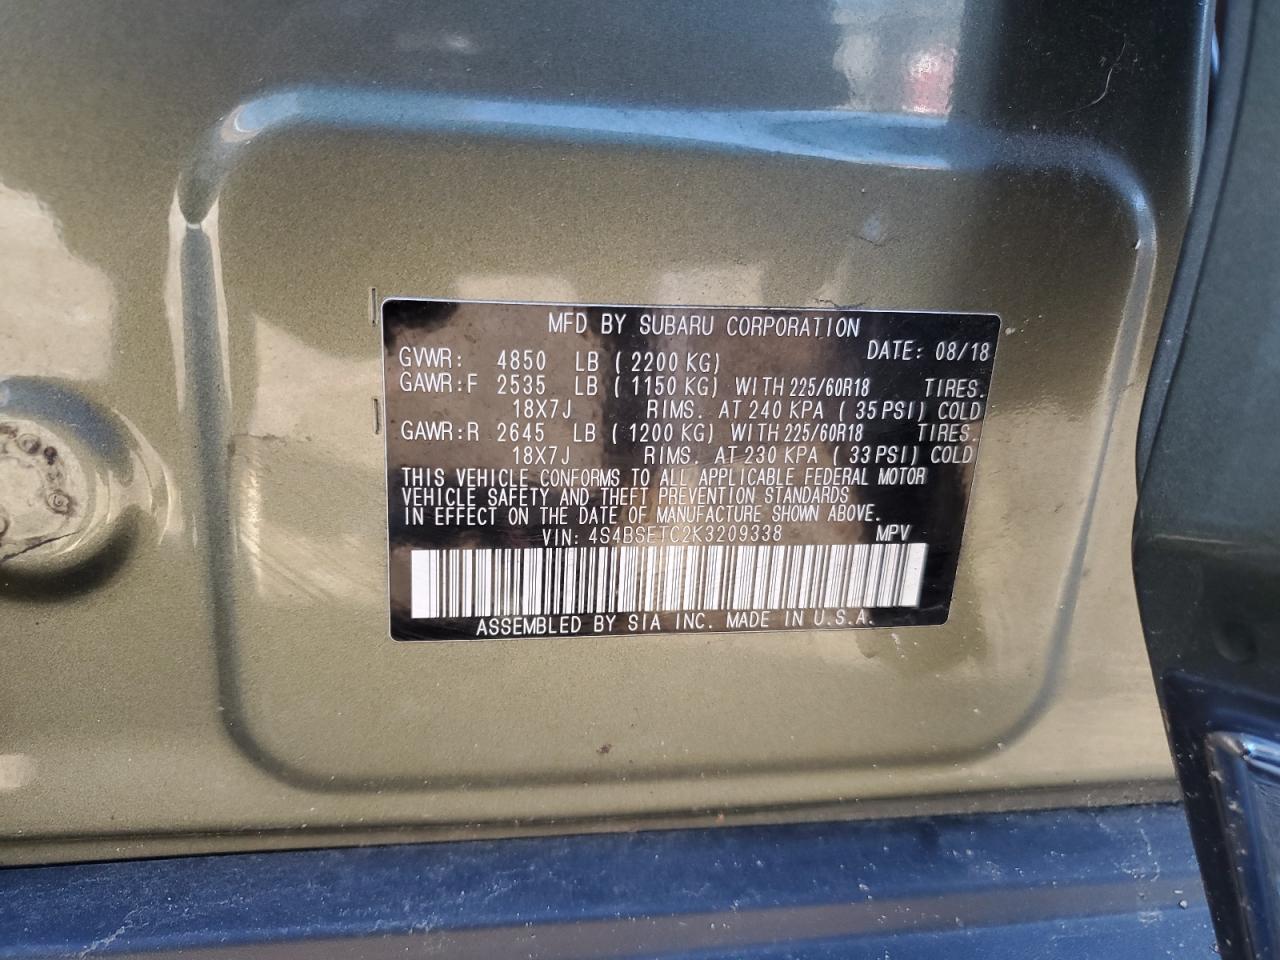 MFD BY SUBARU CORPORATION
DATE: 08/18
GVWR: 4850 LB ( 2200 KG)
GAWR:F 2535 LB ( 1150 KG) WITH 225/60R18 TIRES.
18X7J RIMS. AT 240 KPA ( 35 PSI) COLD
GAWR:R 2645 LB ( 1200 KG) WITH 225/60R18 TIRES.
18X7J RIMS. AT 230 KPA ( 33 PSI) COLD
THIS VEHICLE CONFORMS TO ALL APPLICABLE FEDERAL MOTOR
VEHICLE SAFETY AND THEFT PREVENTION STANDARDS
IN EFFECT ON THE DATE OF MANUFACTURE SHOWN ABOVE.
VIN: 4S4BSETC2K3209338 MPV
ASSEMBLED BY SIA INC. MADE IN U.S.A.